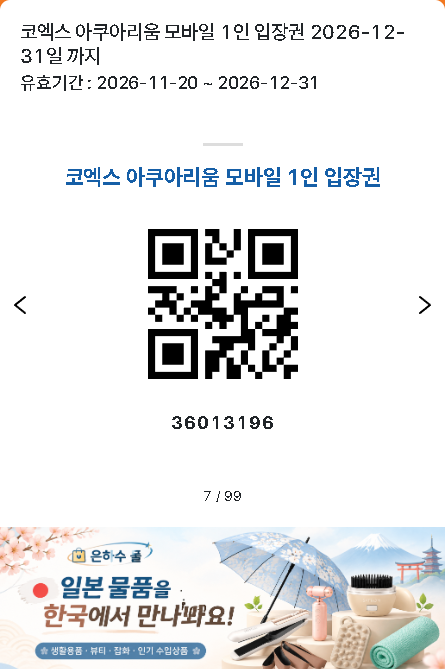 코엑스 아쿠아리움 모바일 1인 입장권 2026-12-
31일 까지
유효기간 : 2026-11-20 ~ 2026-12-31
코엑스 아쿠아리움 모바일 1인 입장권
36013196
7 / 99
은하수 몰
일본 물품을
한국에서 만나봐요!
생활용품 · 뷰티 · 잡화 · 인기 수입상품